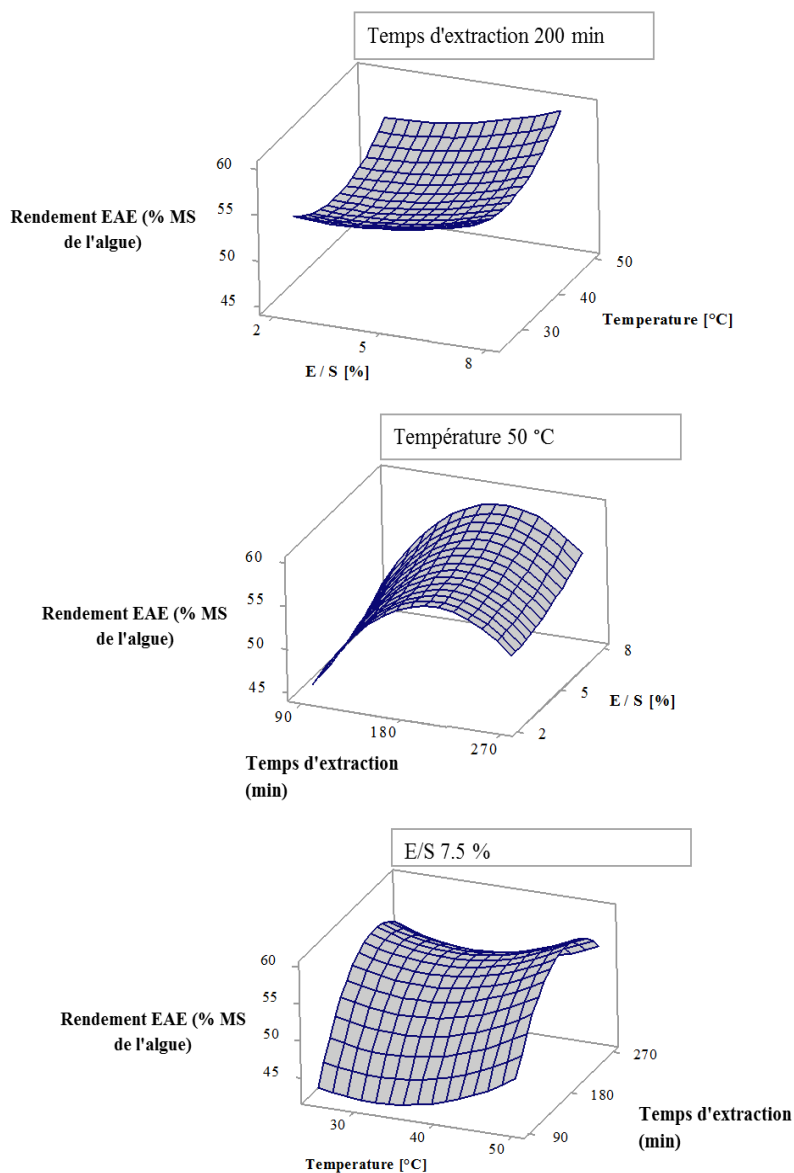 Temps d'extraction 200 min
60
55
50
45
Rendement EAE (% MS
de l'algue)
2
5
8
E / S [%]
30
40
50
Temperature [°C]
Température 50 °C
60
55
50
45
Rendement EAE (% MS
de l'algue)
90
180
270
Temps d'extraction
(min)
2
5
8
E / S [%]
E/S 7.5 %
60
55
50
45
Rendement EAE (% MS
de l'algue)
30
40
50
Temperature [°C]
90
180
270
Temps d'extraction
(min)